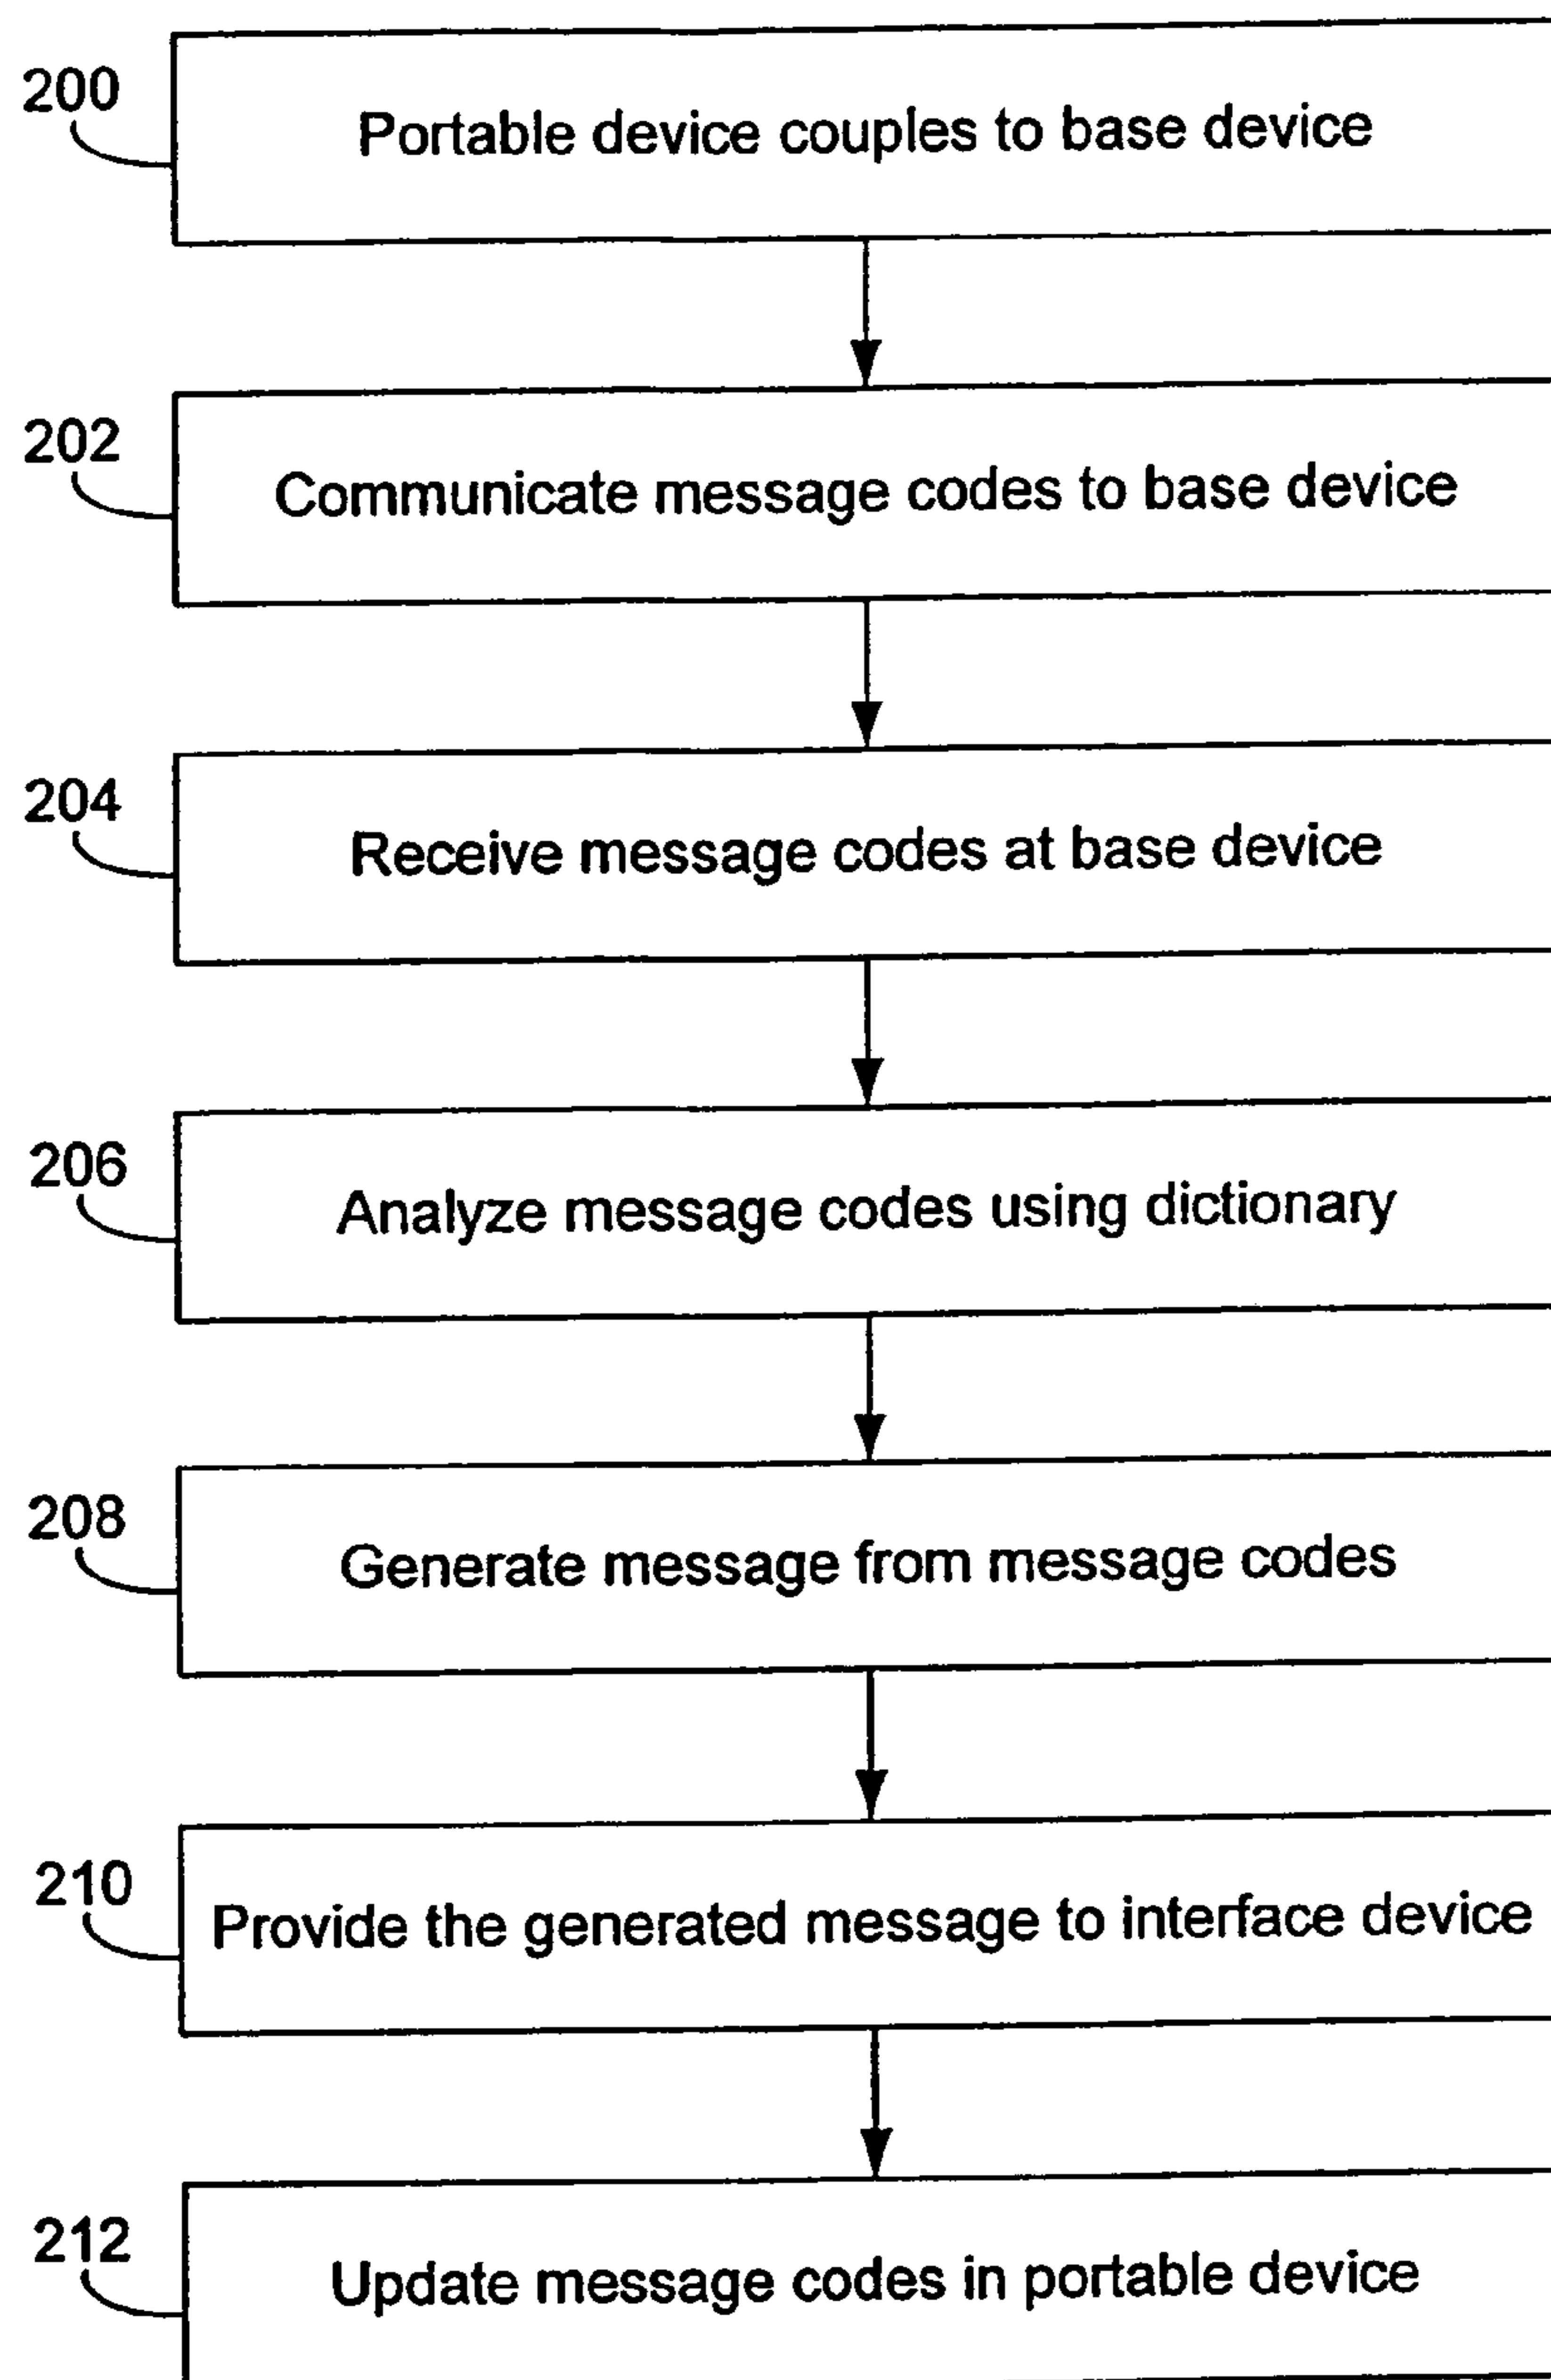 200
Portable device couples to base device
202
Communicate message codes to base device
204
Receive message codes at base device
206
Analyze message codes using dictionary
208
Generate message from message codes
210
Provide the generated message to interface device
212
Update message codes in portable device